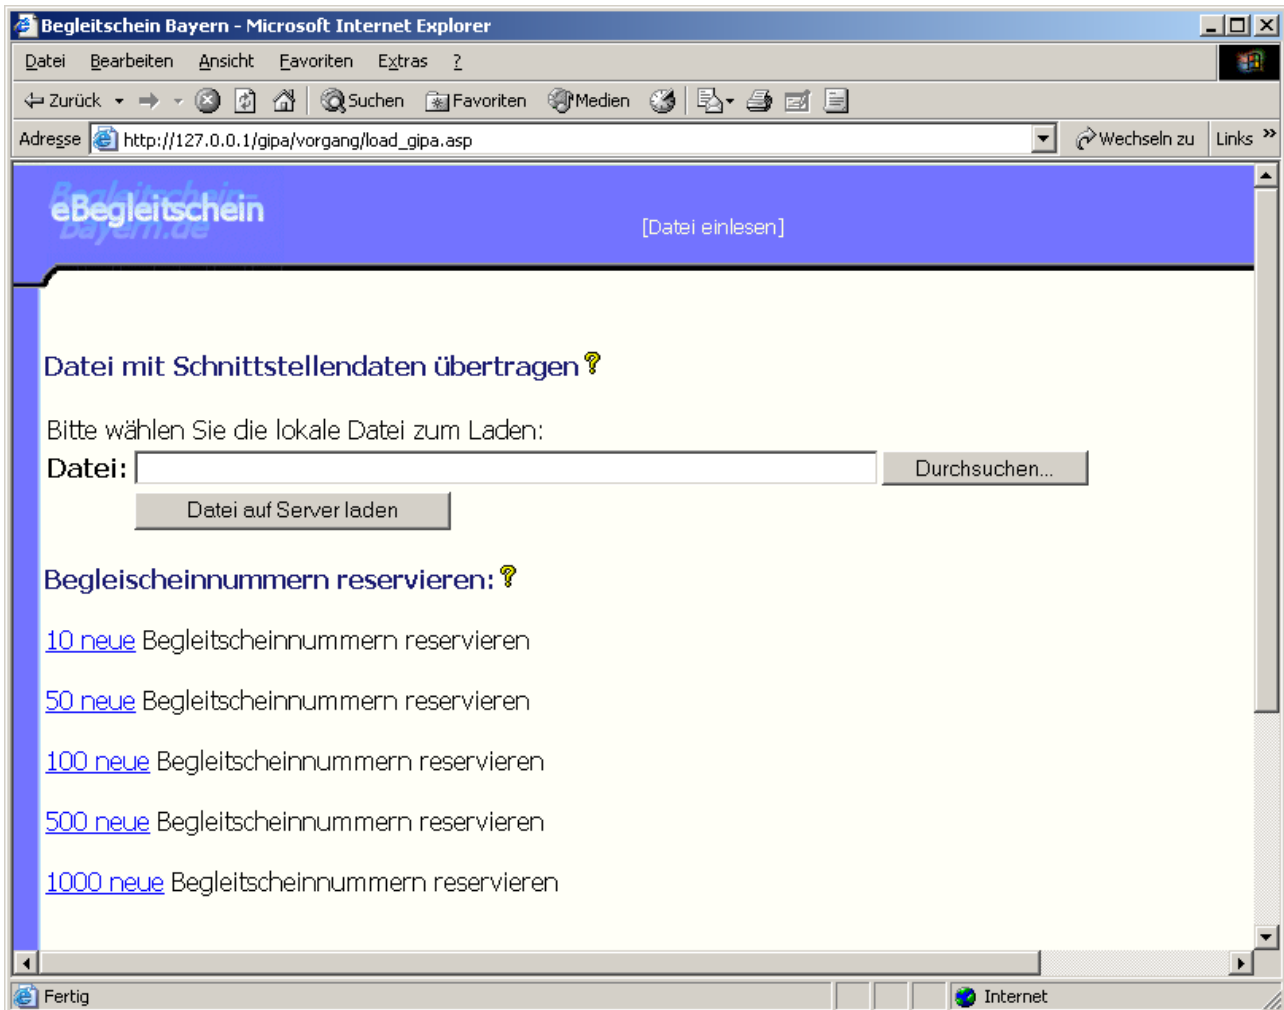 Begleitschein Bayern - Microsoft Internet Explorer
Datei Bearbeiten Ansicht Favoriten Extras ?
Zurück Suchen Favoriten Medien
Adresse http://127.0.0.1/gipa/vorgang/load_gipa.asp Wechseln zu Links »
Begleitschein-
eBegleitschein
Bayern.de
[Datei einlesen]
Datei mit Schnittstellendaten übertragen
Bitte wählen Sie die lokale Datei zum Laden:
Datei: Durchsuchen...
Datei auf Server laden
Begleischeinnummern reservieren:
10 neue Begleitscheinnummern reservieren
50 neue Begleitscheinnummern reservieren
100 neue Begleitscheinnummern reservieren
500 neue Begleitscheinnummern reservieren
1000 neue Begleitscheinnummern reservieren
Fertig Internet